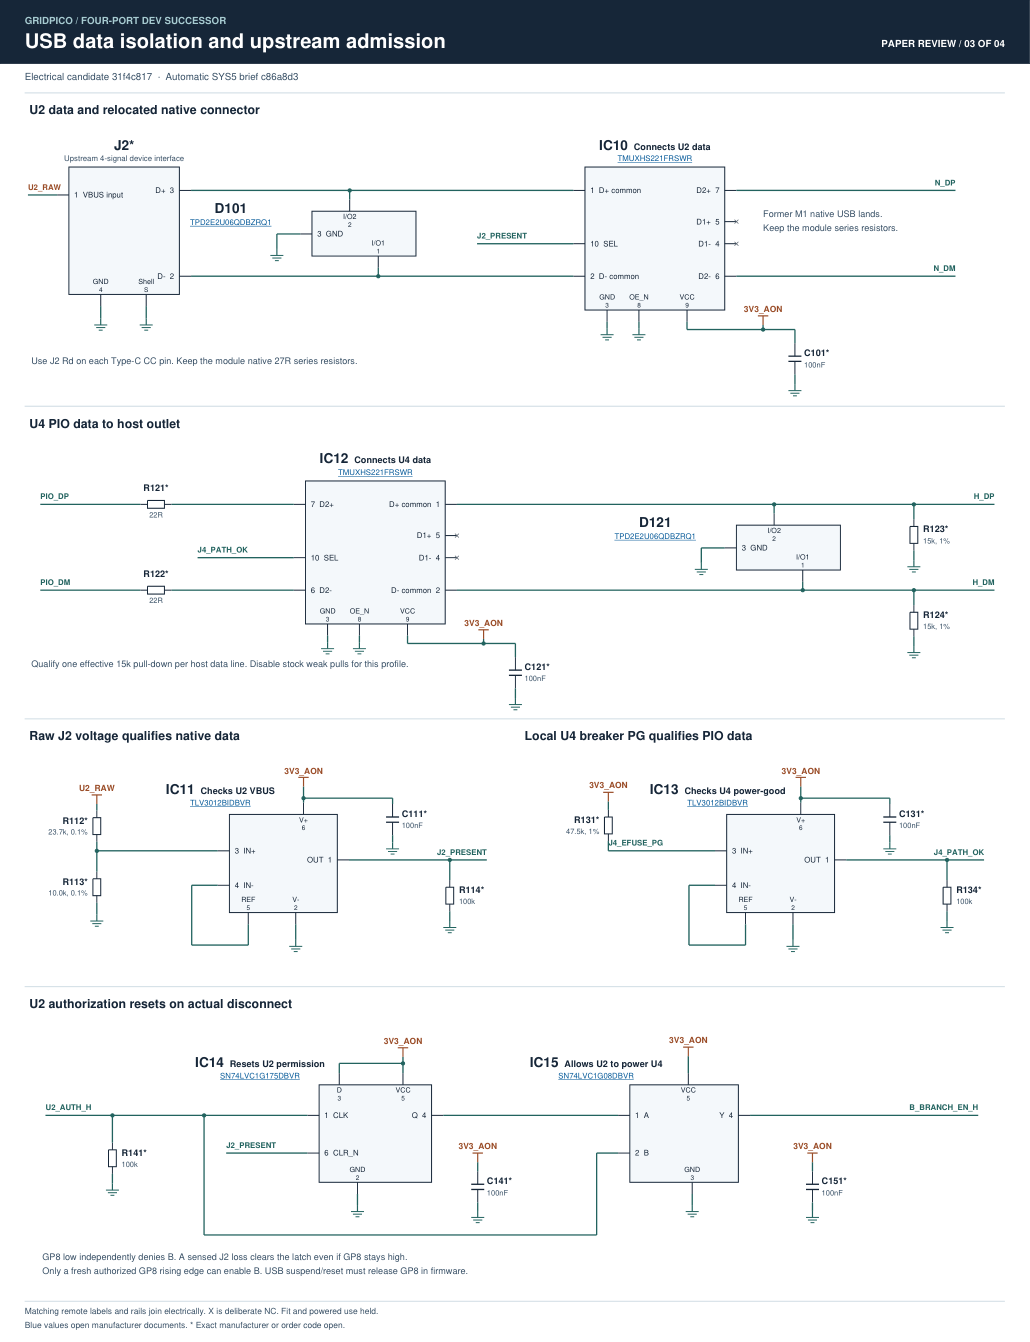 GRIDPICO / FOUR-PORT DEV SUCCESSOR
USB data isolation and upstream admission
PAPER REVIEW / 03 OF 04
Electrical candidate 31f4c817 · Automatic SYS5 brief c86a8d3
U2 data and relocated native connector
J2*
Upstream 4-signal device interface
U2_RAW
1 VBUS input
D+ 3
D- 2
GND
4
Shell
S
D101
TPD2E2U06QDBZRQ1
I/O2
2
3 GND
I/O1
1
J2_PRESENT
IC10 Connects U2 data
TMUXHS221FRSWR
1 D+ common
D2+ 7
D1+ 5
10 SEL
D1- 4
2 D- common
D2- 6
GND
3
OE_N
8
VCC
9
N_DP
Former M1 native USB lands.
Keep the module series resistors.
N_DM
3V3_AON
C101*
100nF
Use J2 Rd on each Type-C CC pin. Keep the module native 27R series resistors.
U4 PIO data to host outlet
IC12 Connects U4 data
TMUXHS221FRSWR
PIO_DP
R121*
22R
J4_PATH_OK
PIO_DM
R122*
22R
7 D2+
D+ common 1
D1+ 5
10 SEL
D1- 4
6 D2-
D- common 2
GND
3
OE_N
8
VCC
9
3V3_AON
C121*
100nF
D121
TPD2E2U06QDBZRQ1
I/O2
2
3 GND
I/O1
1
H_DP
R123*
15k, 1%
H_DM
R124*
15k, 1%
Qualify one effective 15k pull-down per host data line. Disable stock weak pulls for this profile.
Raw J2 voltage qualifies native data
U2_RAW
R112*
23.7k, 0.1%
R113*
10.0k, 0.1%
IC11 Checks U2 VBUS
TLV3012BIDBVR
3V3_AON
V+
6
3 IN+
OUT 1
4 IN-
REF
5
V-
2
C111*
100nF
J2_PRESENT
R114*
100k
Local U4 breaker PG qualifies PIO data
3V3_AON
R131*
47.5k, 1%
J4_EFUSE_PG
IC13 Checks U4 power-good
TLV3012BIDBVR
3V3_AON
V+
6
3 IN+
OUT 1
4 IN-
REF
5
V-
2
C131*
100nF
J4_PATH_OK
R134*
100k
U2 authorization resets on actual disconnect
U2_AUTH_H
R141*
100k
J2_PRESENT
IC14 Resets U2 permission
SN74LVC1G175DBVR
3V3_AON
D
3
VCC
5
1 CLK
Q 4
6 CLR_N
GND
2
3V3_AON
C141*
100nF
IC15 Allows U2 to power U4
SN74LVC1G08DBVR
3V3_AON
VCC
5
1 A
Y 4
2 B
GND
3
B_BRANCH_EN_H
3V3_AON
C151*
100nF
GP8 low independently denies B. A sensed J2 loss clears the latch even if GP8 stays high.
Only a fresh authorized GP8 rising edge can enable B. USB suspend/reset must release GP8 in firmware.
Matching remote labels and rails join electrically. X is deliberate NC. Fit and powered use held.
Blue values open manufacturer documents. * Exact manufacturer or order code open.